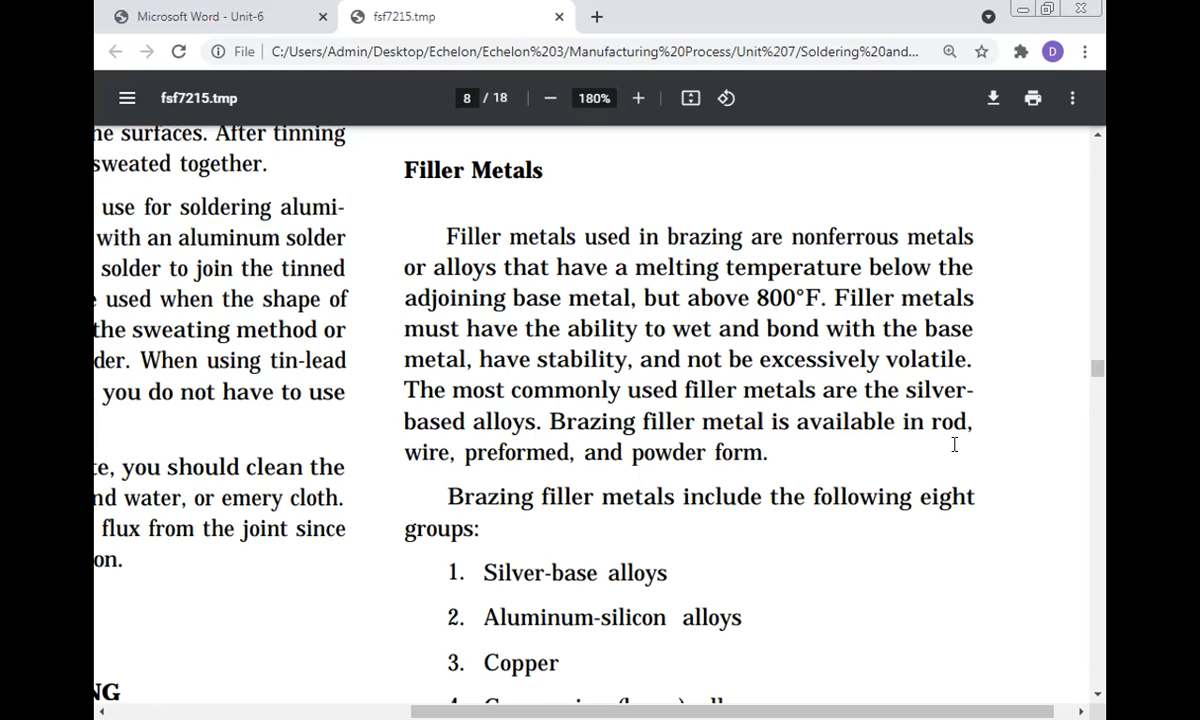 Microsoft Word - Unit-6
fsf7215.tmp
File
C:/Users/Admin/Desktop/Echelon/Echelon%203/Manufacturing%20Process/Unit%207/Soldering%20and...
D
fsf7215.tmp
8 / 18
180%
he surfaces. After tinning
sweated together.
use for soldering alumi-
with an aluminum solder
solder to join the tinned
used when the shape of
the sweating method or
der. When using tin-lead
you do not have to use
te, you should clean the
nd water, or emery cloth.
flux from the joint since
on.
NG
Filler Metals
Filler metals used in brazing are nonferrous metals
or alloys that have a melting temperature below the
adjoining base metal, but above 800°F. Filler metals
must have the ability to wet and bond with the base
metal, have stability, and not be excessively volatile.
The most commonly used filler metals are the silver-
based alloys. Brazing filler metal is available in rod,
wire, preformed, and powder form.
Brazing filler metals include the following eight
groups:
1. Silver-base alloys
2. Aluminum-silicon alloys
3. Copper